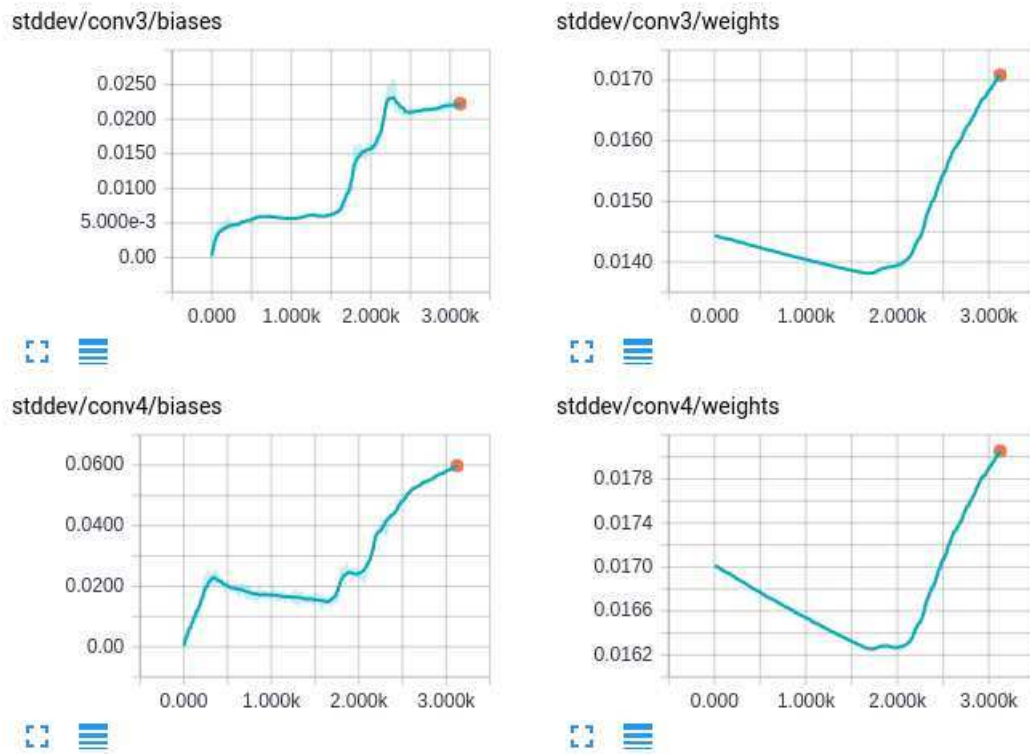 stddev/conv3/biases
0.0250
0.0200
0.0150
0.0100
5.000e-3
0.00
0.000 1.000k 2.000k 3.000k
stddev/conv3/weights
0.0170
0.0160
0.0150
0.0140
0.000 1.000k 2.000k 3.000k
stddev/conv4/biases
0.0600
0.0400
0.0200
0.00
0.000 1.000k 2.000k 3.000k
stddev/conv4/weights
0.0178
0.0174
0.0170
0.0166
0.0162
0.000 1.000k 2.000k 3.000k